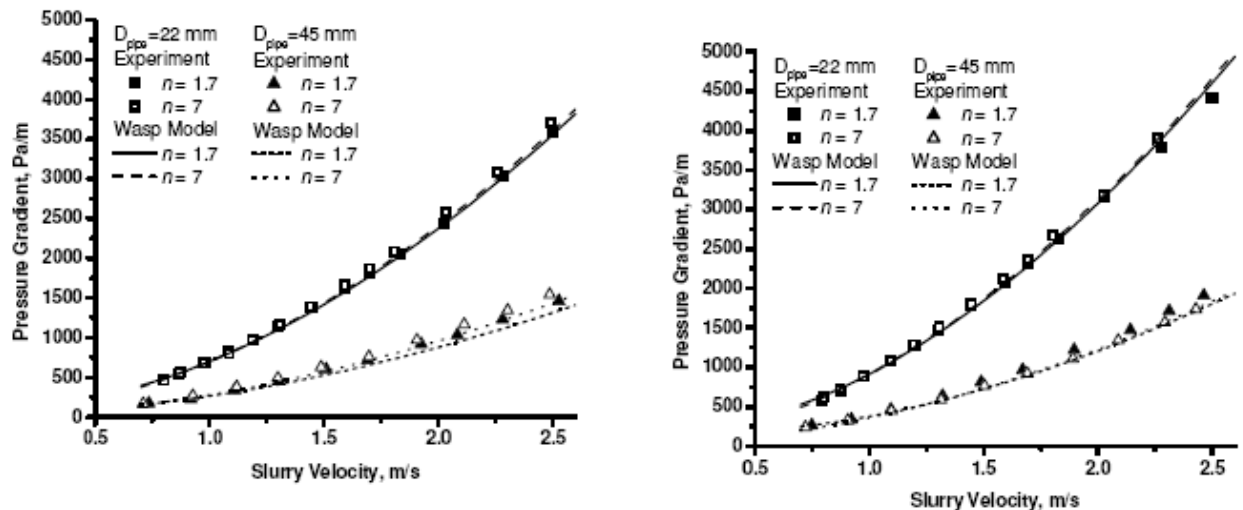 5000
4500
4000
3500
3000
2500
2000
1500
1000
500
0
Pressure Gradient, Pa/m
D_pipe=22 mm D_pipe=45 mm
Experiment Experiment
n = 1.7 n = 1.7
n = 7 n = 7
Wasp Model Wasp Model
n = 1.7 n = 1.7
n = 7 n = 7
0.5 1.0 1.5 2.0 2.5
Slurry Velocity, m/s
5000
4500
4000
3500
3000
2500
2000
1500
1000
500
0
Pressure Gradient, Pa/m
D_pipe=22 mm D_pipe=45 mm
Experiment Experiment
n = 1.7 n = 1.7
n = 7 n = 7
Wasp Model Wasp Model
n = 1.7 n = 1.7
n = 7 n = 7
0.5 1.0 1.5 2.0 2.5
Slurry Velocity, m/s